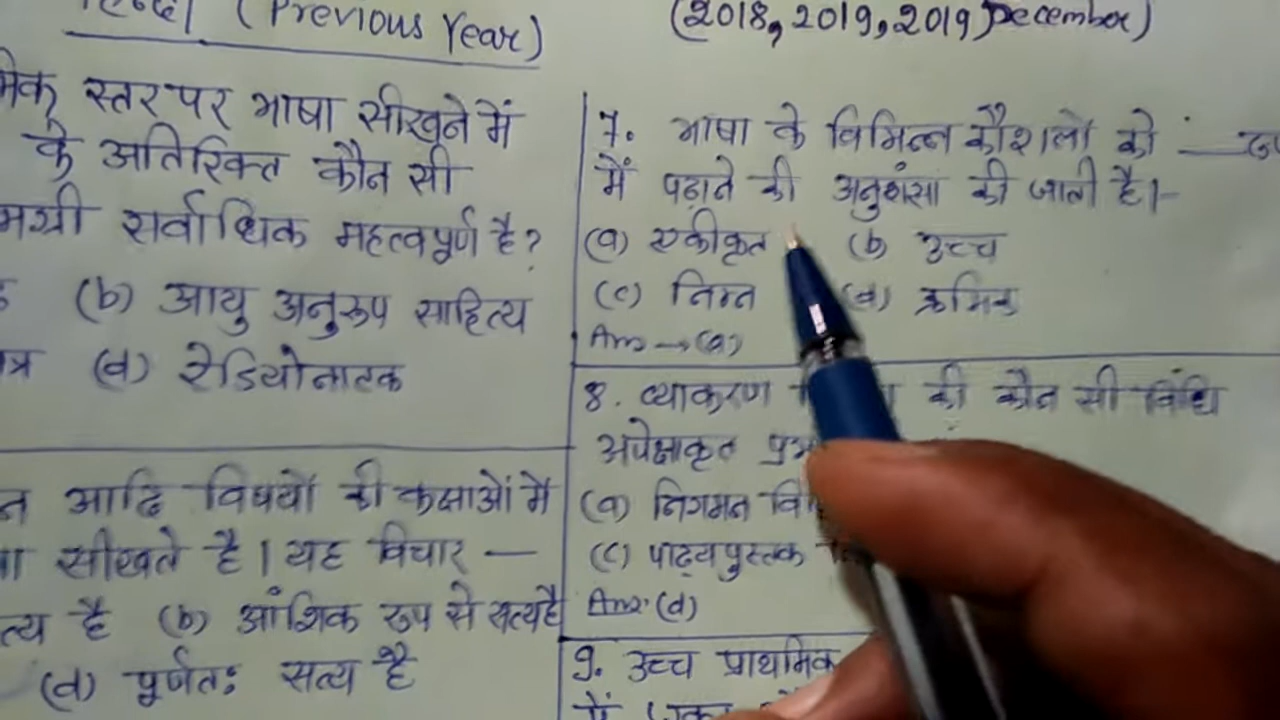 हिन्दी (Previous Year)
(2018, 2019, 2019 December)
स्तर पर भाषा सीखने में
के अतिरिक्त कौन सी
सर्वाधिक महत्वपूर्ण है?
(b) आयु अनुरूप साहित्य
(d) रेडियोनाटक
आदि विषयों की कक्षाओं में
सीखते है। यह विचार —
है (b) आंशिक रूप से सत्य है
(d) पूर्णतः सत्य है
7. भाषा के विभिन्न कौशलों को —
में पढ़ाने की अनुशंसा की जाती है।-
(a) एकीकृत (b) उच्च
(c) निम्न (d) क्रमिक
Ans → (a)
8. व्याकरण की कौन सी विधि
अपेक्षाकृत
(a) निगमन
(c) पाठ्यपुस्तक
Ans: (d)
9. उच्च प्राथमिक
में